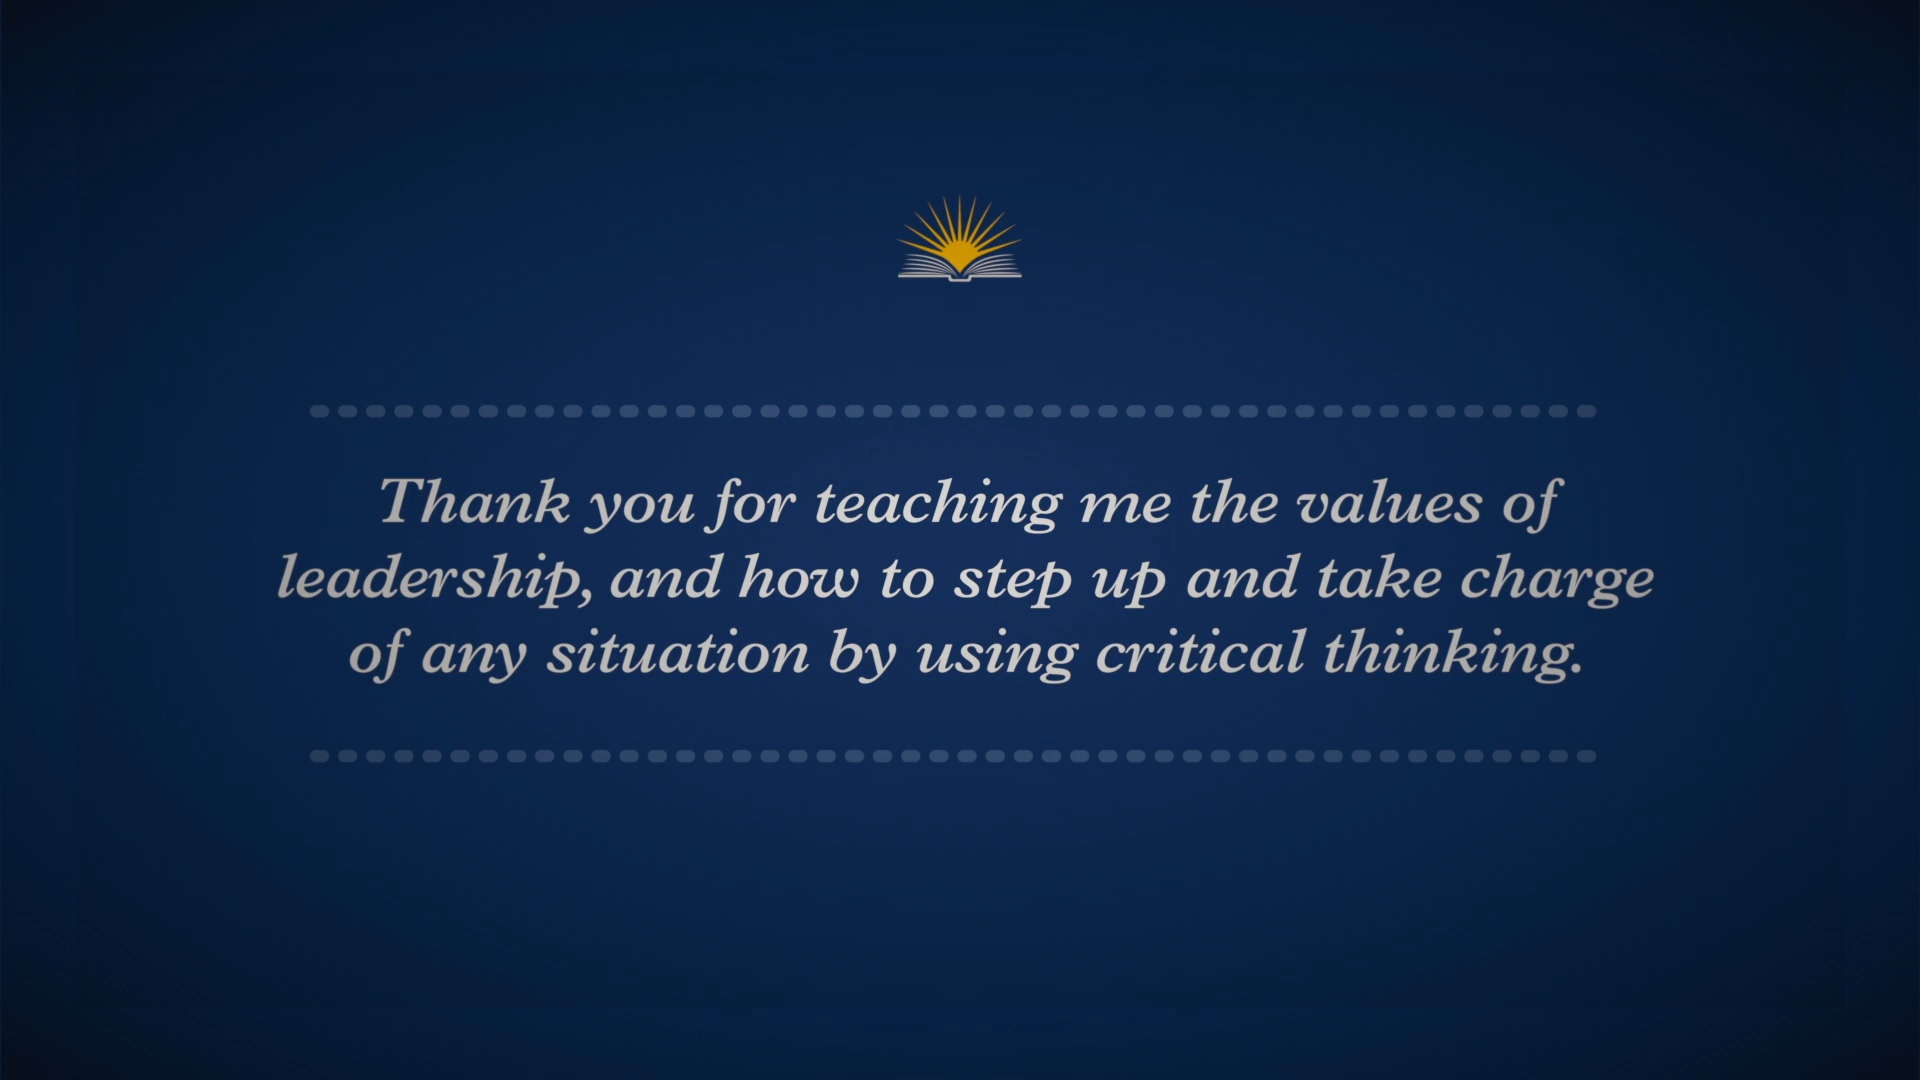 Thank you for teaching me the values of
leadership, and how to step up and take charge
of any situation by using critical thinking.